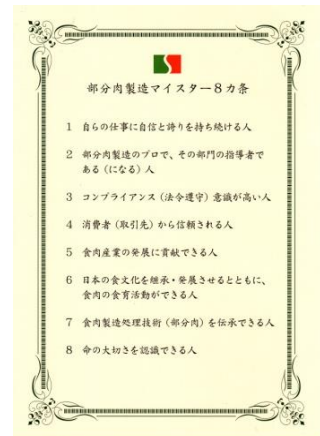 部分肉製造マイスター8カ条
1 自らの仕事に自信と誇りを持ち続ける人
2 部分肉製造のプロで、その部門の指導者で
ある(になる)人
3 コンプライアンス(法令遵守)意識が高い人
4 消費者(取引先)から信頼される人
5 食肉産業の発展に貢献できる人
6 日本の食文化を継承・発展させるとともに、
食肉の食育活動ができる人
7 食肉製造処理技術(部分肉)を伝承できる人
8 命の大切さを認識できる人